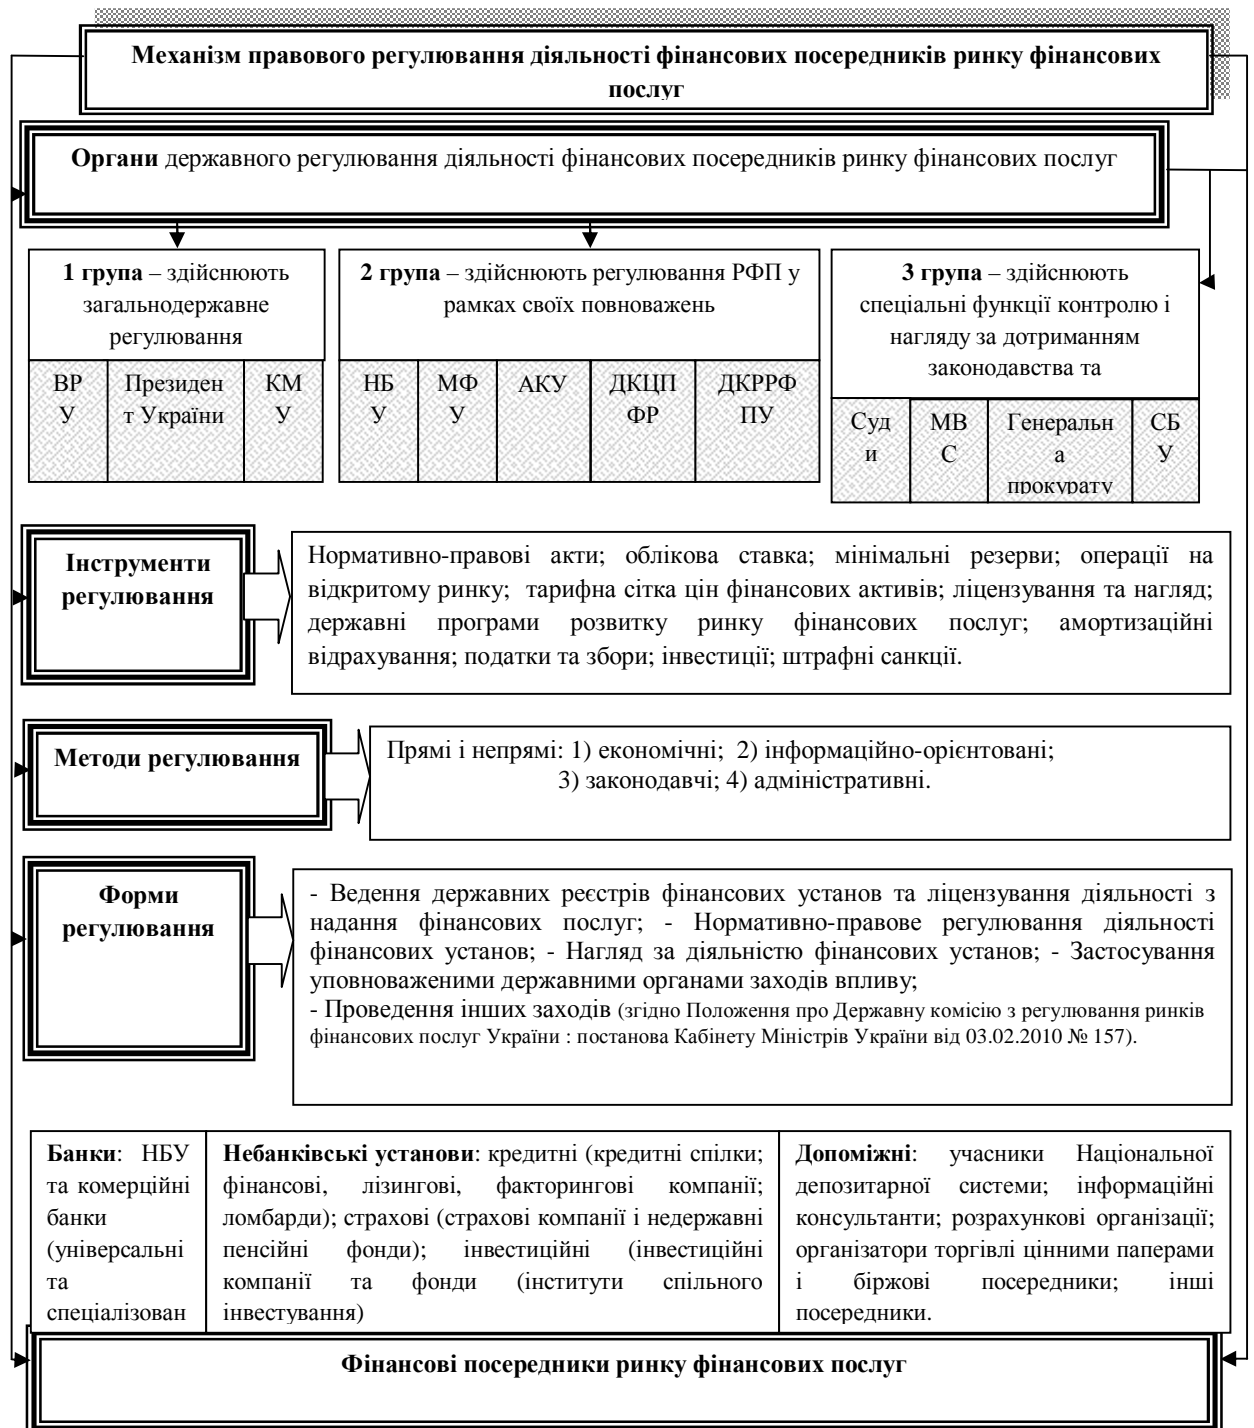 Механізм правового регулювання діяльності фінансових посередників ринку фінансових
послуг
Органи державного регулювання діяльності фінансових посередників ринку фінансових послуг
1 група – здійснюють
загальнодержавне
регулювання
ВР
У
Президен
т України
КМ
У
2 група – здійснюють регулювання РФП у
рамках своїх повноважень
НБ
У
МФ
У
АКУ
ДКЦП
ФР
ДКРРФ
ПУ
3 група – здійснюють
спеціальні функції контролю і
нагляду за дотриманням
законодавства та
Суд
и
МВ
С
Генеральн
а
прокурату
СБ
У
Інструменти
регулювання
Нормативно-правові акти; облікова ставка; мінімальні резерви; операції на
відкритому ринку; тарифна сітка цін фінансових активів; ліцензування та нагляд;
державні програми розвитку ринку фінансових послуг; амортизаційні
відрахування; податки та збори; інвестиції; штрафні санкції.
Методи регулювання
Прямі і непрямі: 1) економічні; 2) інформаційно-орієнтовані;
3) законодавчі; 4) адміністративні.
Форми
регулювання
- Ведення державних реєстрів фінансових установ та ліцензування діяльності з
надання фінансових послуг; - Нормативно-правове регулювання діяльності
фінансових установ; - Нагляд за діяльністю фінансових установ; - Застосування
уповноваженими державними органами заходів впливу;
- Проведення інших заходів (згідно Положення про Державну комісію з регулювання ринків
фінансових послуг України : постанова Кабінету Міністрів України від 03.02.2010 № 157).
Банки: НБУ
та комерційні
банки
(універсальні
та
спеціалізован
Небанківські установи: кредитні (кредитні спілки;
фінансові, лізингові, факторингові компанії;
ломбарди); страхові (страхові компанії і недержавні
пенсійні фонди); інвестиційні (інвестиційні
компанії та фонди (інститути спільного
інвестування)
Допоміжні: учасники Національної
депозитарної системи; інформаційні
консультанти; розрахункові організації;
організатори торгівлі цінними паперами
і біржові посередники; інші
посередники.
Фінансові посередники ринку фінансових послуг